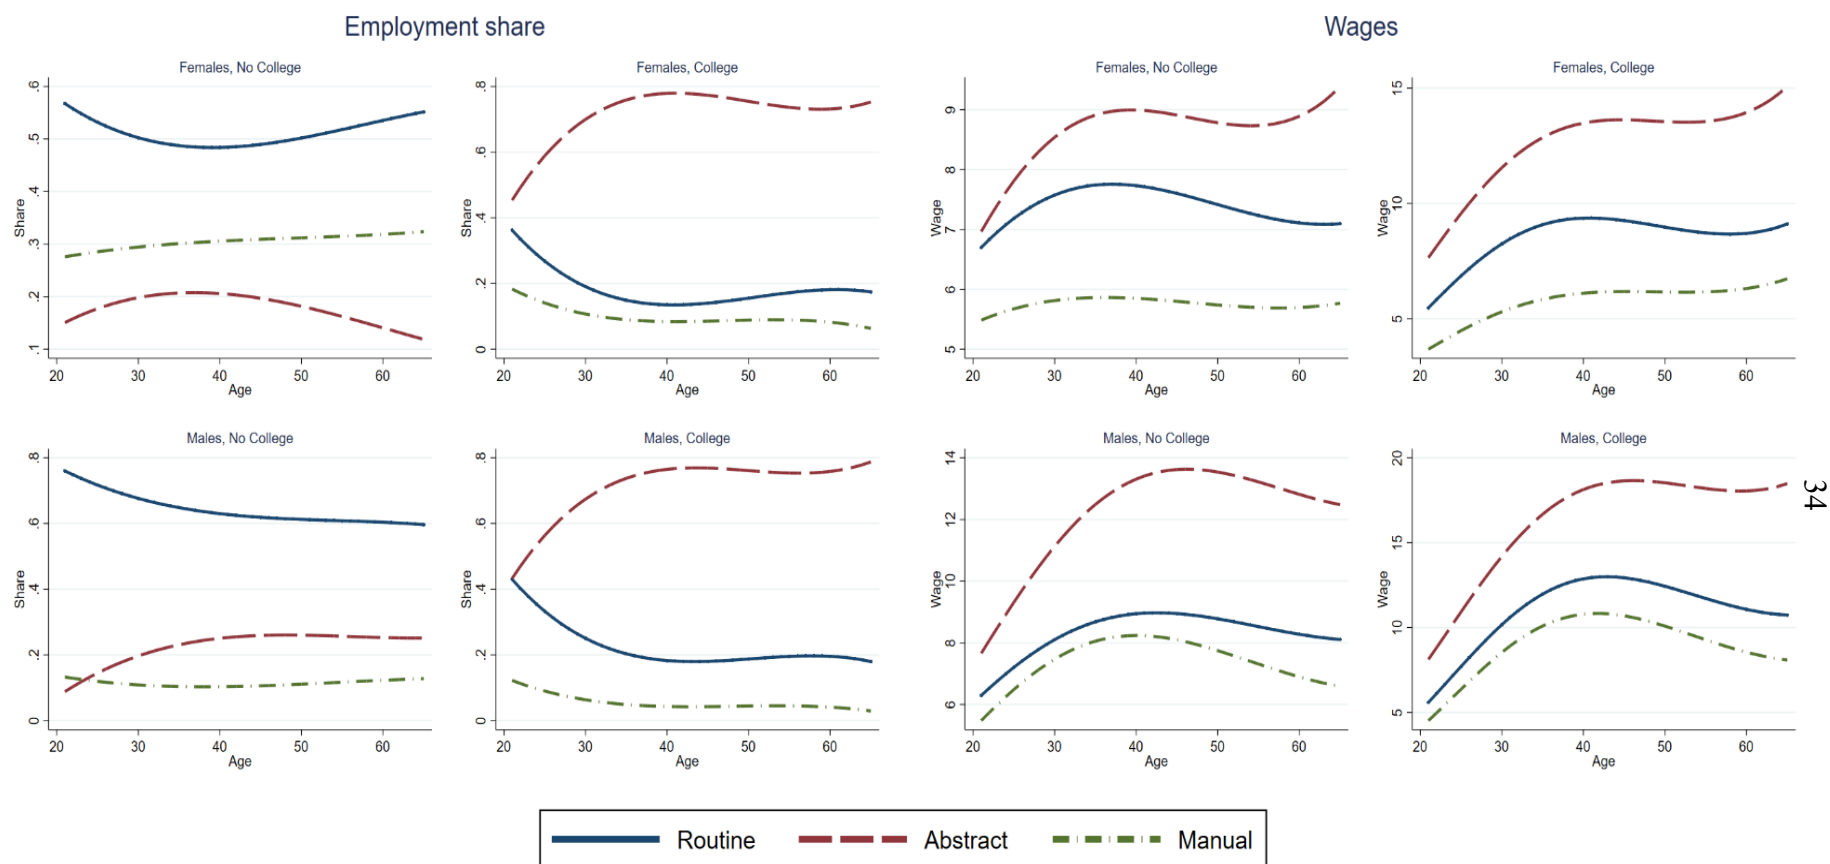 Employment share
Wages
Females, No College
Females, College
Females, No College
Females, College
Share
.1 .2 .3 .4 .5 .6
20 30 40 50 60
Age
Share
0 .2 .4 .6 .8
20 30 40 50 60
Age
Wage
5 6 7 8 9
20 30 40 50 60
Age
Wage
5 10 15
20 30 40 50 60
Age
Males, No College
Males, College
Males, No College
Males, College
Share
0 .2 .4 .6 .8
20 30 40 50 60
Age
Share
0 .2 .4 .6 .8
20 30 40 50 60
Age
Wage
6 8 10 12 14
20 30 40 50 60
Age
Wage
5 10 15 20
20 30 40 50 60
Age
34
Routine Abstract Manual